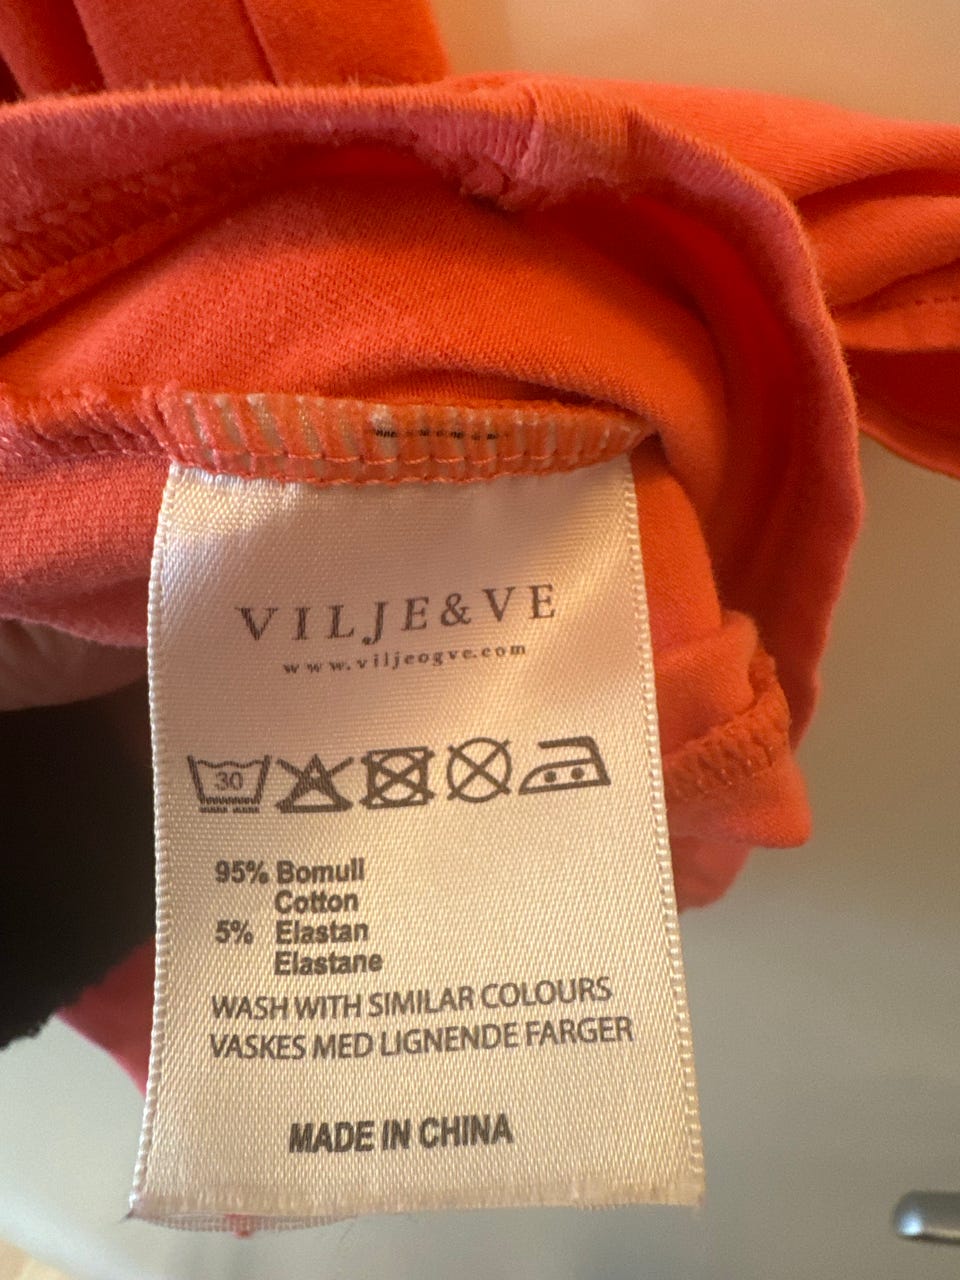 VILJE&VE
www.viljeogve.com
30
95% Bomull
Cotton
5% Elastan
Elastane
WASH WITH SIMILAR COLOURS
VASKES MED LIGNENDE FARGER
MADE IN CHINA